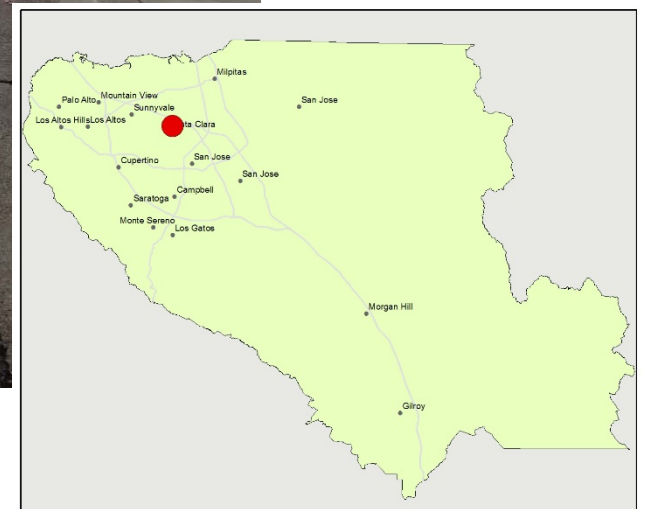 Milpitas
Mountain View
Palo Alto
San Jose
Sunnyvale
Los Altos Hills
Los Altos
ta Clara
San Jose
Cupertino
San Jose
Campbell
Saratoga
Monte Sereno
Los Gatos
Morgan Hill
Gilroy